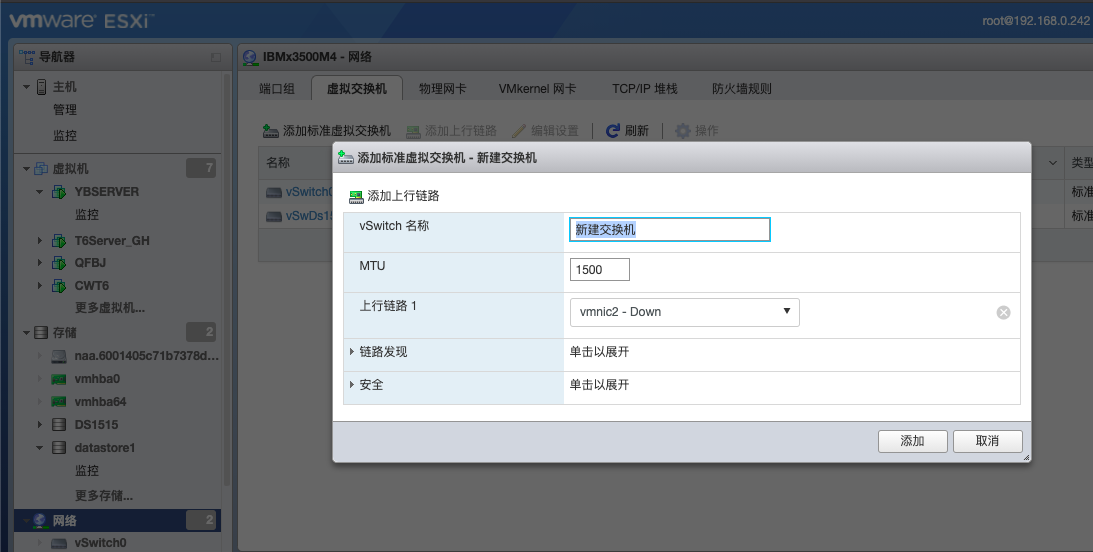 vmware ESXi™
root@192.168.0.242
导航器
主机
管理
监控
虚拟机 7
YBSERVER
监控
T6Server_GH
QFBJ
CWT6
更多虚拟机...
存储 2
naa.6001405c71b7378d...
vmhba0
vmhba64
DS1515
datastore1
监控
更多存储...
网络 2
vSwitch0
IBMx3500M4 - 网络
端口组 虚拟交换机 物理网卡 VMkernel 网卡 TCP/IP 堆栈 防火墙规则
添加标准虚拟交换机 添加上行链路 编辑设置 刷新 操作
名称 类型
vSwitch0 标准
vSwDs15 标准
添加标准虚拟交换机 - 新建交换机
添加上行链路
vSwitch 名称 新建交换机
MTU 1500
上行链路 1 vmnic2 - Down
链路发现 单击以展开
安全 单击以展开
添加 取消